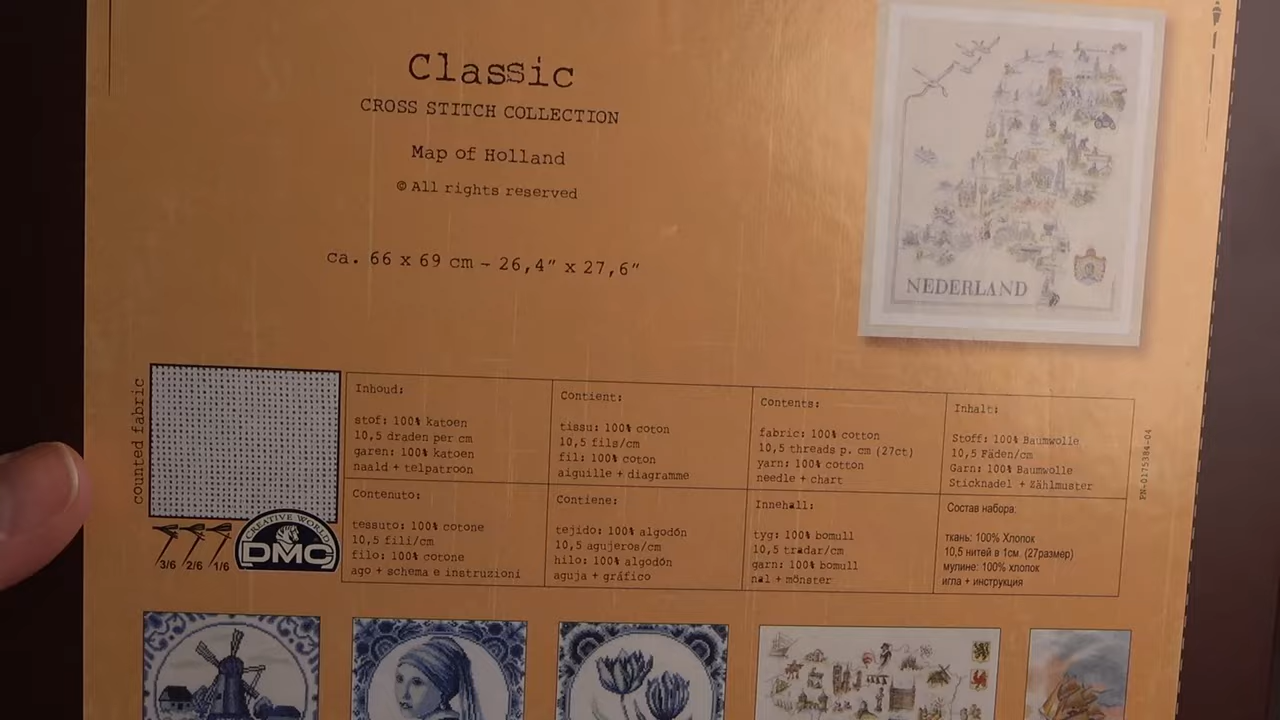 Classic
CROSS STITCH COLLECTION
Map of Holland
© All rights reserved
ca. 66 x 69 cm - 26,4" x 27,6"
NEDERLAND
counted fabric
3/6 2/6 1/6
CREATIVE WORLD
DMC
Inhoud:
stof: 100% katoen
10,5 draden per cm
garen: 100% katoen
naald + telpatroon
Contient:
tissu: 100% coton
10,5 fils/cm
fil: 100% coton
aiguille + diagramme
Contents:
fabric: 100% cotton
10,5 threads p. cm (27ct)
yarn: 100% cotton
needle + chart
Inhalt:
Stoff: 100% Baumwolle
10,5 Fäden/cm
Garn: 100% Baumwolle
Sticknadel + Zählmuster
Contenuto:
tessuto: 100% cotone
10,5 fili/cm
filo: 100% cotone
ago + schema e instruzioni
Contiene:
tejido: 100% algodón
10,5 agujeros/cm
hilo: 100% algodón
aguja + gráfico
Innehall:
tyg: 100% bomull
10,5 trådar/cm
garn: 100% bomull
nål + mönster
Состав набора:
ткань: 100% Хлопок
10,5 нитей в 1см. (27размер)
мулине: 100% хлопок
игла + инструкция
PN-0175384-04